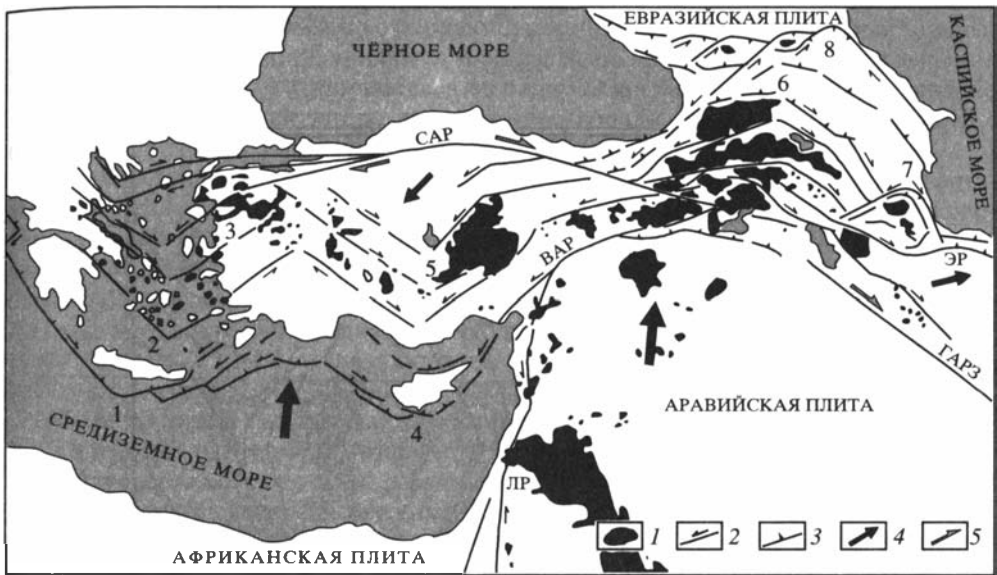 ЕВРАЗИЙСКАЯ ПЛИТА
ЧЁРНОЕ МОРЕ
КАСПИЙСКОЕ МОРЕ
8
6
САР
7
3
5
ВАР
ЭР
2
ГАРЗ
1
4
АРАВИЙСКАЯ ПЛИТА
СРЕДИЗЕМНОЕ МОРЕ
ЛР
1 2 3 4 5
АФРИКАНСКАЯ ПЛИТА